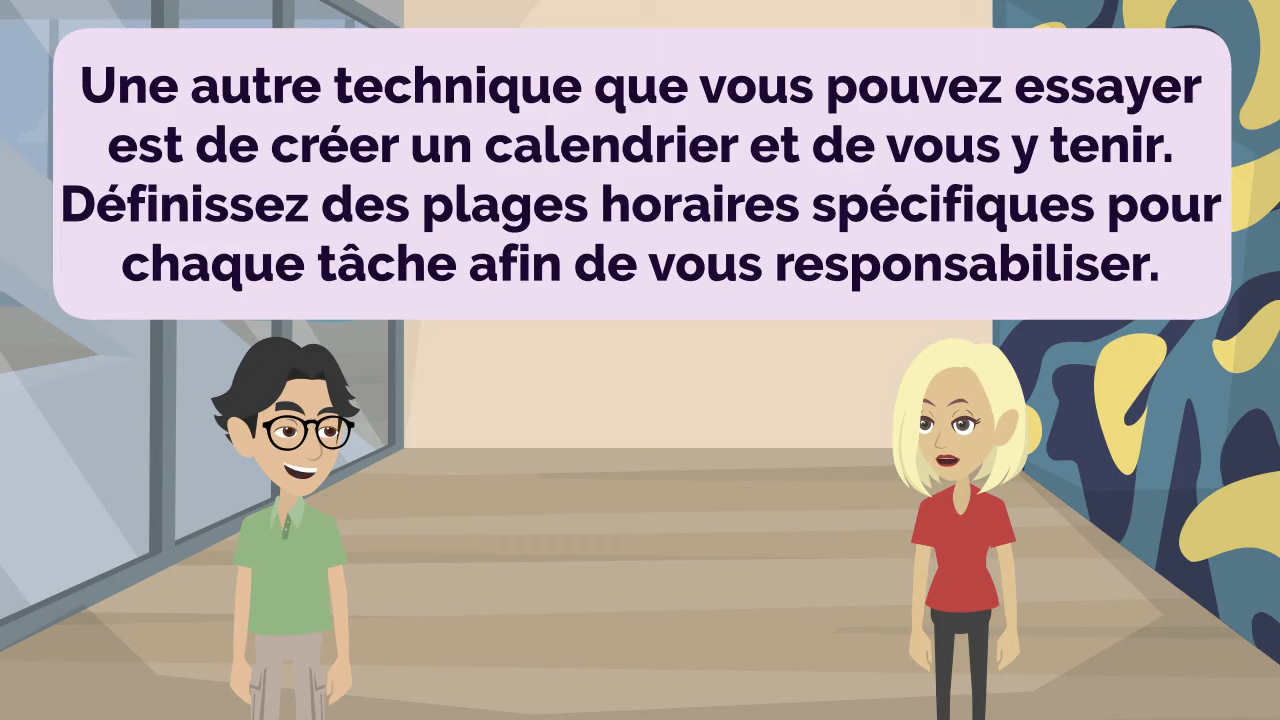 Une autre technique que vous pouvez essayer
est de créer un calendrier et de vous y tenir.
Définissez des plages horaires spécifiques pour
chaque tâche afin de vous responsabiliser.